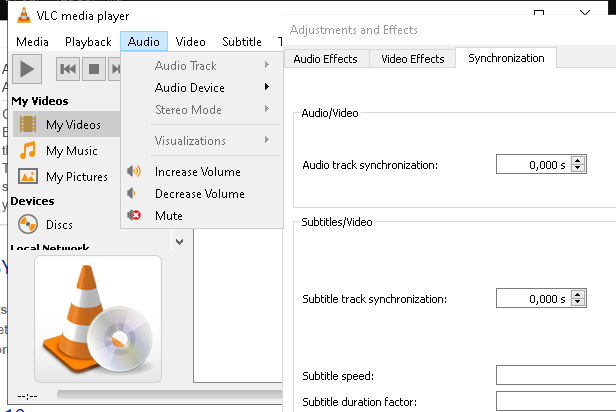 VLC media player
Media Playback Audio Video Subtitle T
Audio Track
Audio Device
Stereo Mode
Visualizations
Increase Volume
Decrease Volume
Mute
My Videos
My Videos
My Music
My Pictures
Devices
Discs
Local Network
--:--
Adjustments and Effects
Audio Effects Video Effects Synchronization
Audio/Video
Audio track synchronization: 0,000 s
Subtitles/Video
Subtitle track synchronization: 0,000 s
Subtitle speed:
Subtitle duration factor: